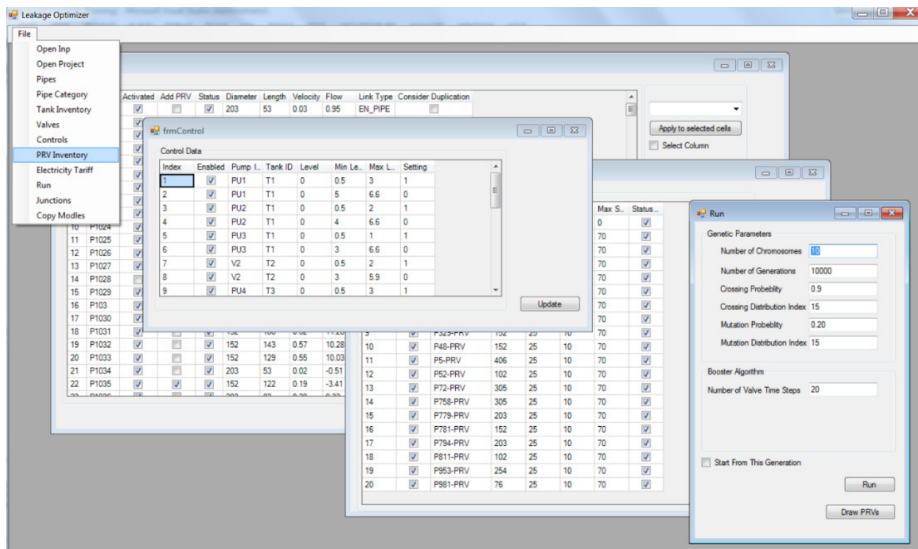 Leakage Optimizer
File
Open Inp
Open Project
Pipes
Pipe Category
Tank Inventory
Valves
Controls
PRV Inventory
Electricity Tariff
Run
Junctions
Copy Modles
Activated Add PRV Status Diameter Length Velocity Flow Link Type Consider Duplication
203 53 0.03 0.95 EN_PIPE
Apply to selected cells
Select Column
10 P1024
11 P1025
12 P1026
13 P1027
14 P1028
15 P1029
16 P103
17 P1030
18 P1031
19 P1032 152 143 0.57 10.28
20 P1033 152 129 0.55 10.03
21 P1034 203 53 0.02 -0.51
22 P1035 152 122 0.19 -3.41
frmControl
Control Data
Index Enabled Pump I... Tank ID Level Min Le... Max L... Setting
1 PU1 T1 0 0.5 3 1
2 PU1 T1 0 5 6.6 0
3 PU2 T1 0 0.5 2 1
4 PU2 T1 0 4 6.6 0
5 PU3 T1 0 0.5 1 1
6 PU3 T1 0 3 6.6 0
7 V2 T2 0 0.5 2 1
8 V2 T2 0 3 5.9 0
9 PU4 T3 0 0.5 3 1
Update
Max S... Status...
0
70
70
70
70
70
70
70
9 P329-PRV 152 25 10 70
10 P48-PRV 152 25 10 70
11 P5-PRV 406 25 10 70
12 P52-PRV 102 25 10 70
13 P72-PRV 305 25 10 70
14 P758-PRV 305 25 10 70
15 P779-PRV 203 25 10 70
16 P781-PRV 152 25 10 70
17 P794-PRV 203 25 10 70
18 P811-PRV 102 25 10 70
19 P953-PRV 254 25 10 70
20 P981-PRV 76 25 10 70
Run
Genetic Parameters
Number of Chromosomes 10
Number of Generations 10000
Crossing Probeblity 0.9
Crossing Distribution Index 15
Mutation Probeblity 0.20
Mutation Distribution Index 15
Booster Algorithm
Number of Valve Time Steps 20
Start From This Generation
Run
Draw PRVs